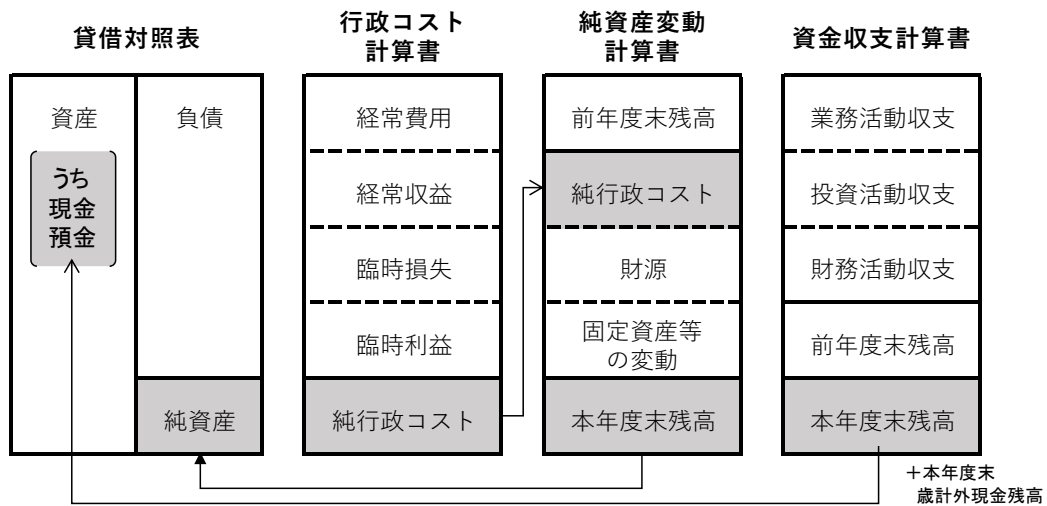 貸借対照表
資産
うち
現金
預金
負債
純資産
行政コスト
計算書
経常費用
経常収益
臨時損失
臨時利益
純行政コスト
純資産変動
計算書
前年度末残高
純行政コスト
財源
固定資産等
の変動
本年度末残高
資金収支計算書
業務活動収支
投資活動収支
財務活動収支
前年度末残高
本年度末残高
＋本年度末
歳計外現金残高